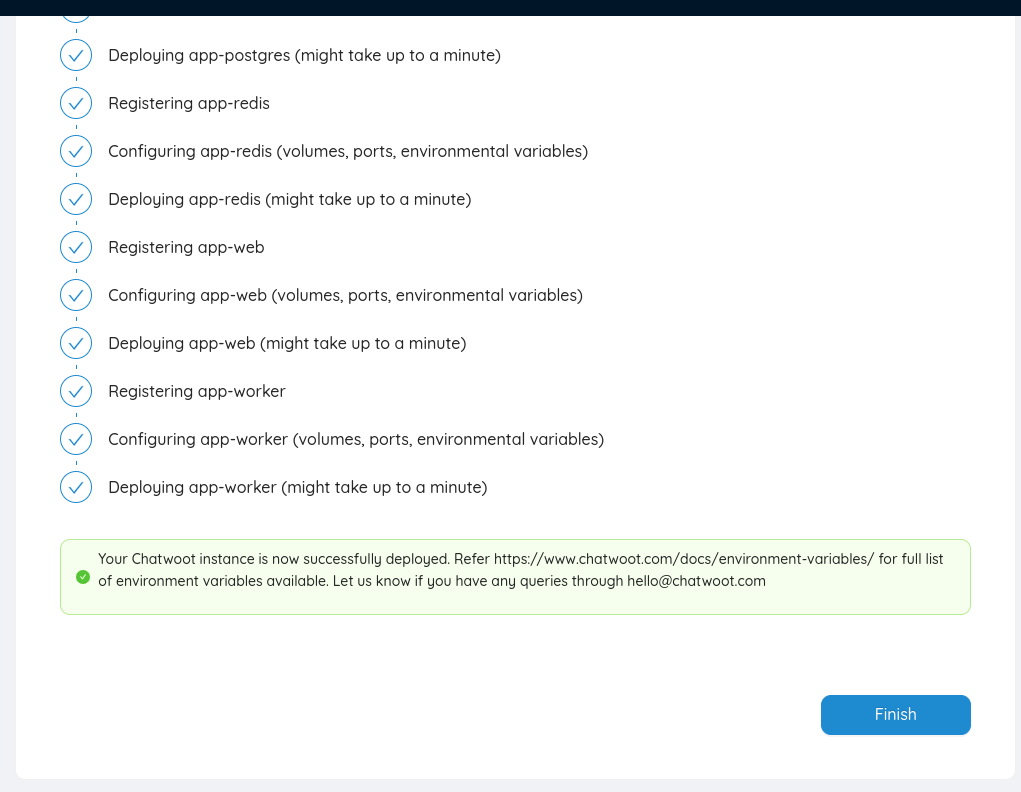 Deploying app-postgres (might take up to a minute)
Registering app-redis
Configuring app-redis (volumes, ports, environmental variables)
Deploying app-redis (might take up to a minute)
Registering app-web
Configuring app-web (volumes, ports, environmental variables)
Deploying app-web (might take up to a minute)
Registering app-worker
Configuring app-worker (volumes, ports, environmental variables)
Deploying app-worker (might take up to a minute)
Your Chatwoot instance is now successfully deployed. Refer https://www.chatwoot.com/docs/environment-variables/ for full list
of environment variables available. Let us know if you have any queries through hello@chatwoot.com
Finish